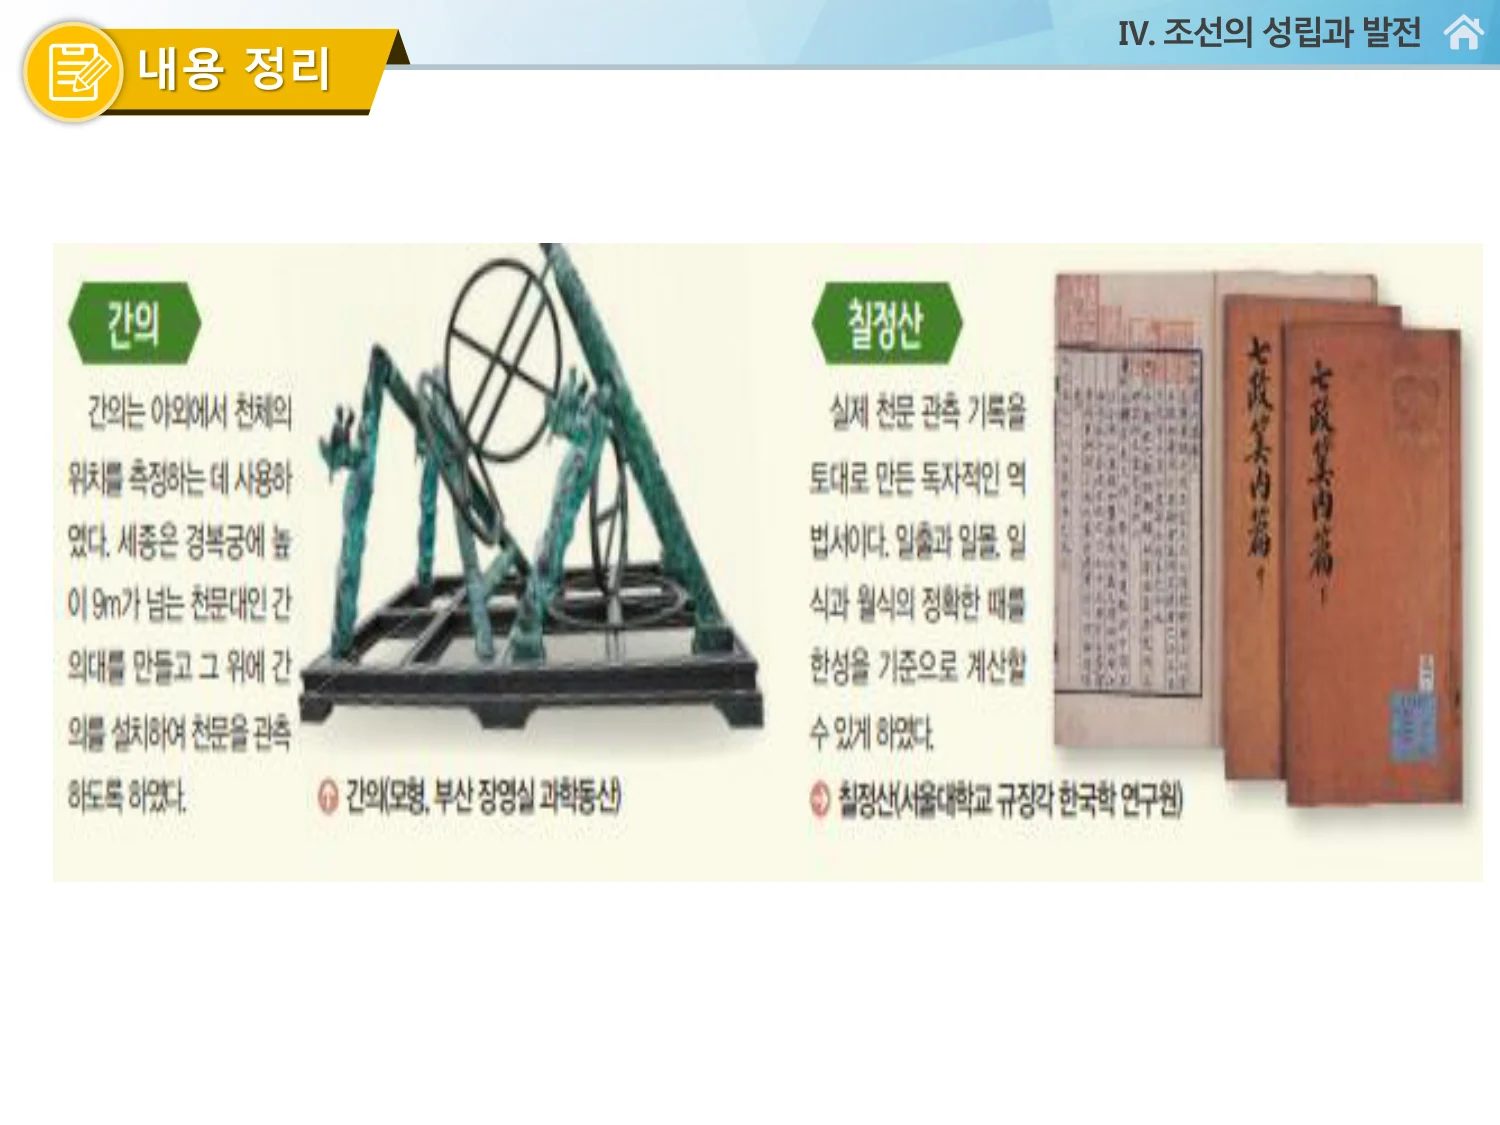 내용 정리
IV. 조선의 성립과 발전
간의
간의는 야외에서 천체의
위치를 측정하는 데 사용하
였다. 세종은 경복궁에 높
이 9m가 넘는 천문대인 간
의대를 만들고 그 위에 간
의를 설치하여 천문을 관측
하도록 하였다.
간의(모형, 부산 장영실 과학동산)
칠정산
실제 천문 관측 기록을
토대로 만든 독자적인 역
법서이다. 일출과 일몰, 일
식과 월식의 정확한 때를
한성을 기준으로 계산할
수 있게 하였다.
칠정산(서울대학교 규장각 한국학 연구원)
七政筭內篇
七政筭內篇